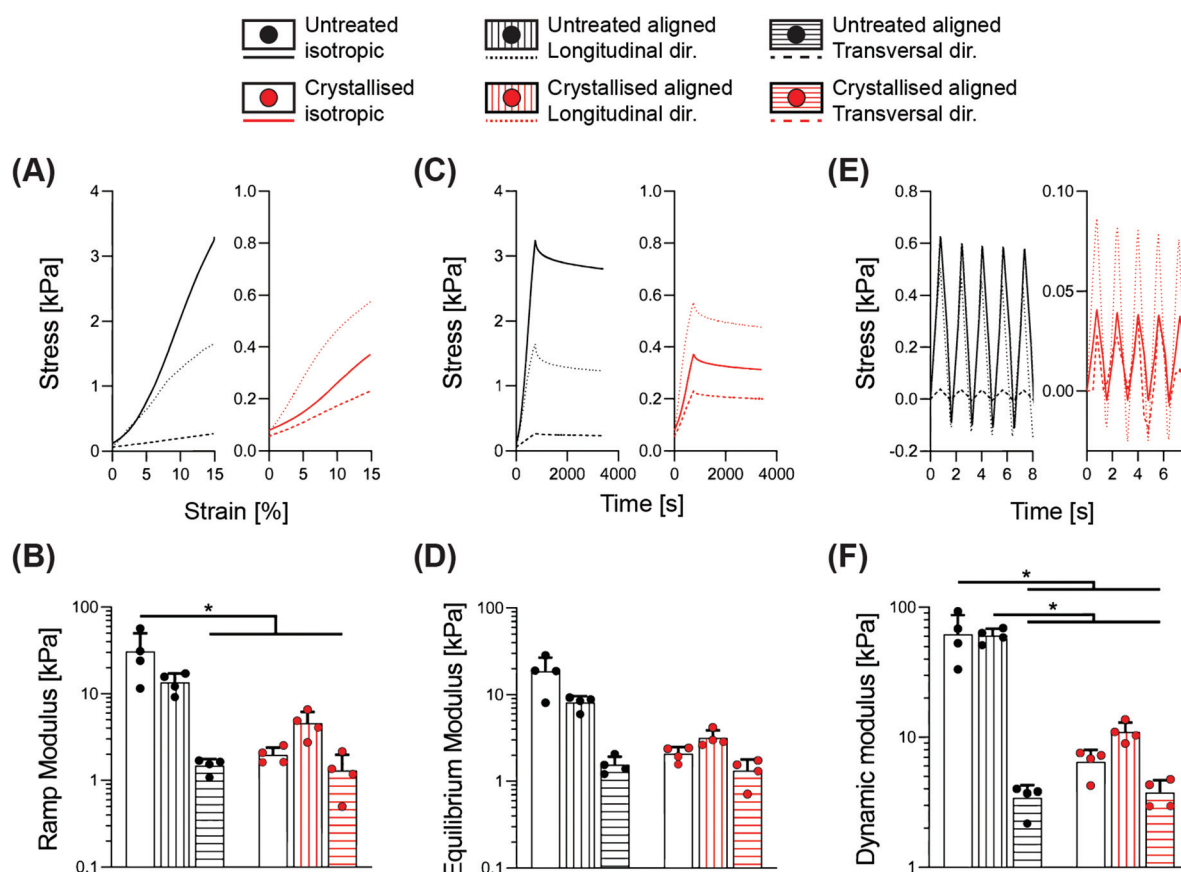 Untreated
isotropic
Untreated aligned
Longitudinal dir.
Untreated aligned
Transversal dir.
Crystallised
isotropic
Crystallised aligned
Longitudinal dir.
Crystallised aligned
Transversal dir.
(A)
Stress [kPa]
4
3
2
1
0
0 5 10 15
1.0
0.8
0.6
0.4
0.2
0.0
0 5 10 15
Strain [%]
(C)
Stress [kPa]
4
3
2
1
0
0 2000 4000
1.0
0.8
0.6
0.4
0.2
0.0
0 2000 4000
Time [s]
(E)
Stress [kPa]
0.8
0.6
0.4
0.2
0.0
-0.2
0 2 4 6 8
0.10
0.05
0.00
0 2 4 6
Time [s]
(B)
Ramp Modulus [kPa]
100
10
1
0.1
*
(D)
Equilibrium Modulus [kPa]
100
10
1
0.1
(F)
Dynamic modulus [kPa]
100
10
1
*
*